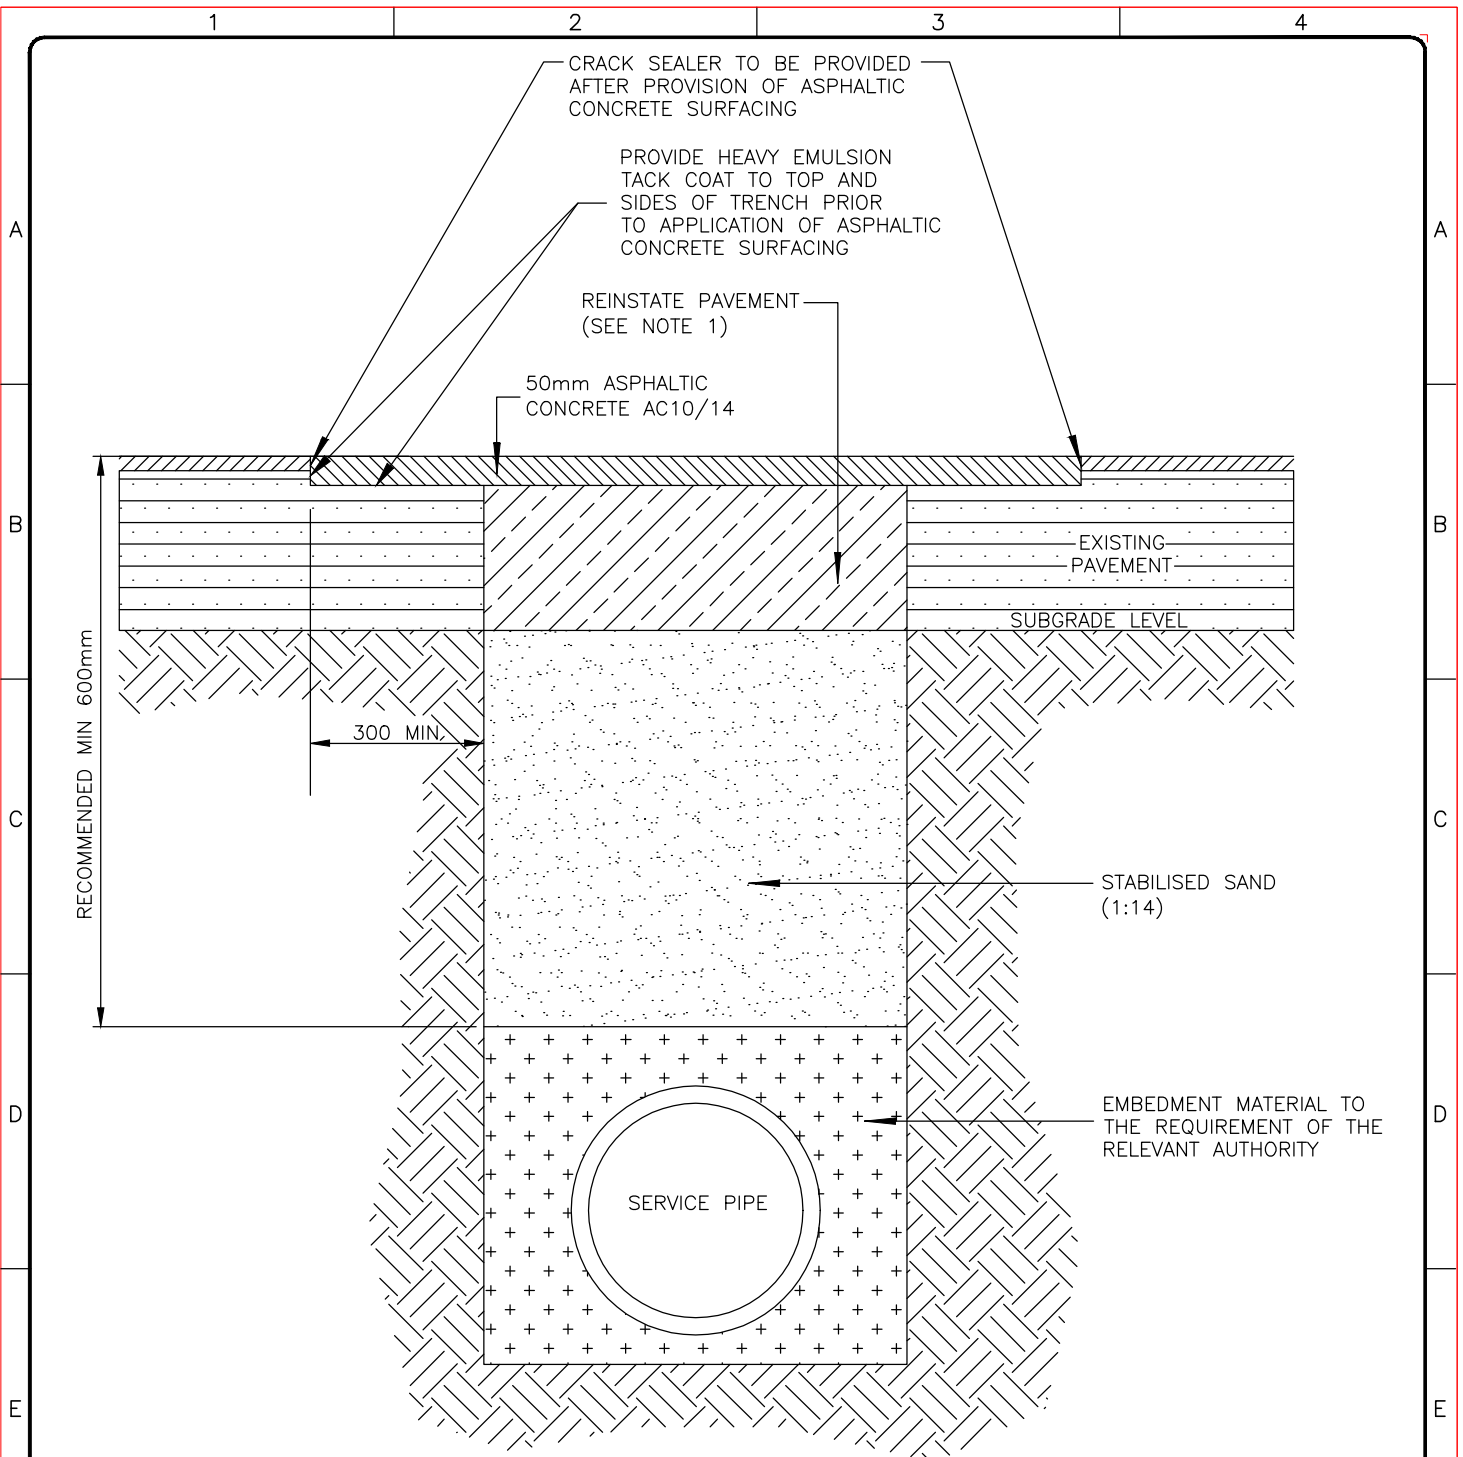 1 2 3 4
CRACK SEALER TO BE PROVIDED
AFTER PROVISION OF ASPHALTIC
CONCRETE SURFACING
PROVIDE HEAVY EMULSION
TACK COAT TO TOP AND
SIDES OF TRENCH PRIOR
TO APPLICATION OF ASPHALTIC
CONCRETE SURFACING
A A
REINSTATE PAVEMENT
(SEE NOTE 1)
50mm ASPHALTIC
CONCRETE AC10/14
B B
EXISTING
PAVEMENT
SUBGRADE LEVEL
RECOMMENDED MIN 600mm
300 MIN.
C C
STABILISED SAND
(1:14)
D D
EMBEDMENT MATERIAL TO
THE REQUIREMENT OF THE
RELEVANT AUTHORITY
SERVICE PIPE
E E